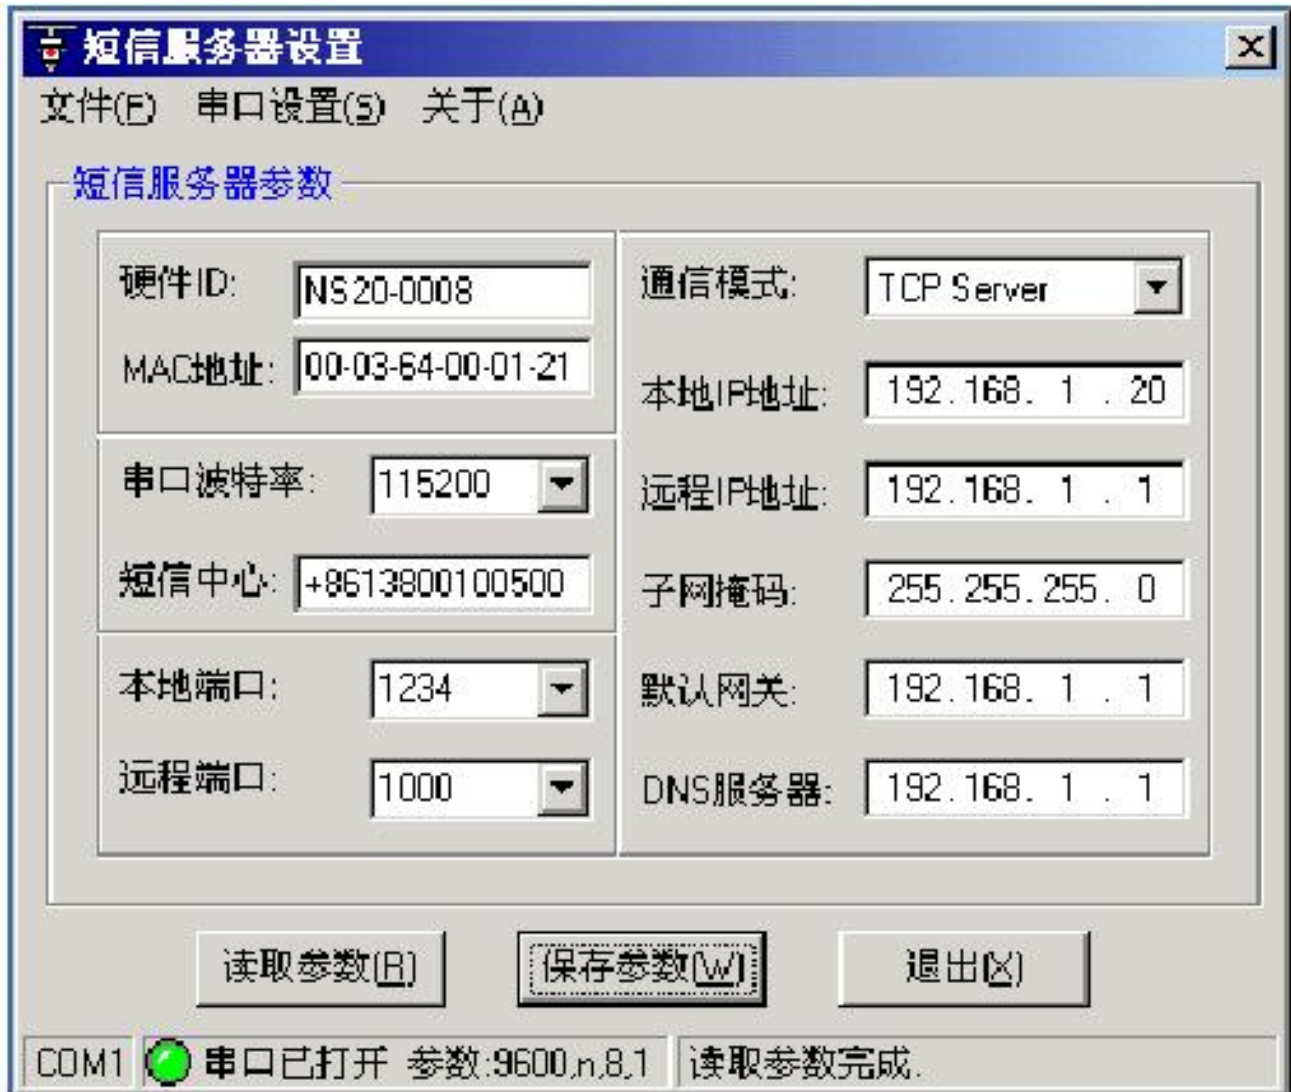 短信服务器设置
文件(F) 串口设置(S) 关于(A)
短信服务器参数
硬件ID: NS20-0008
MAC地址: 00-03-64-00-01-21
串口波特率: 115200
短信中心: +8613800100500
本地端口: 1234
远程端口: 1000
通信模式: TCP Server
本地IP地址: 192.168. 1 . 20
远程IP地址: 192.168. 1 . 1
子网掩码: 255.255.255. 0
默认网关: 192.168. 1 . 1
DNS服务器: 192.168. 1 . 1
读取参数(R) 保存参数(W) 退出(X)
COM1 串口已打开 参数:9600,n,8,1 读取参数完成.